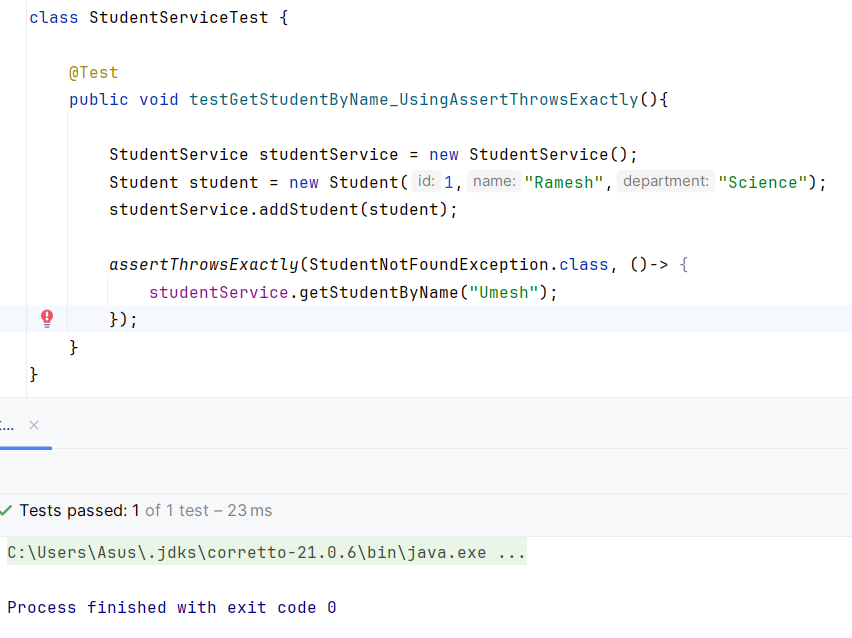 class StudentServiceTest {
@Test
public void testGetStudentByName_UsingAssertThrowsExactly(){
StudentService studentService = new StudentService();
Student student = new Student( id: 1, name: "Ramesh", department: "Science");
studentService.addStudent(student);
assertThrowsExactly(StudentNotFoundException.class, ()-> {
studentService.getStudentByName("Umesh");
});
}
}
...
Tests passed: 1 of 1 test – 23 ms
C:\Users\Asus\.jdks\corretto-21.0.6\bin\java.exe ...
Process finished with exit code 0